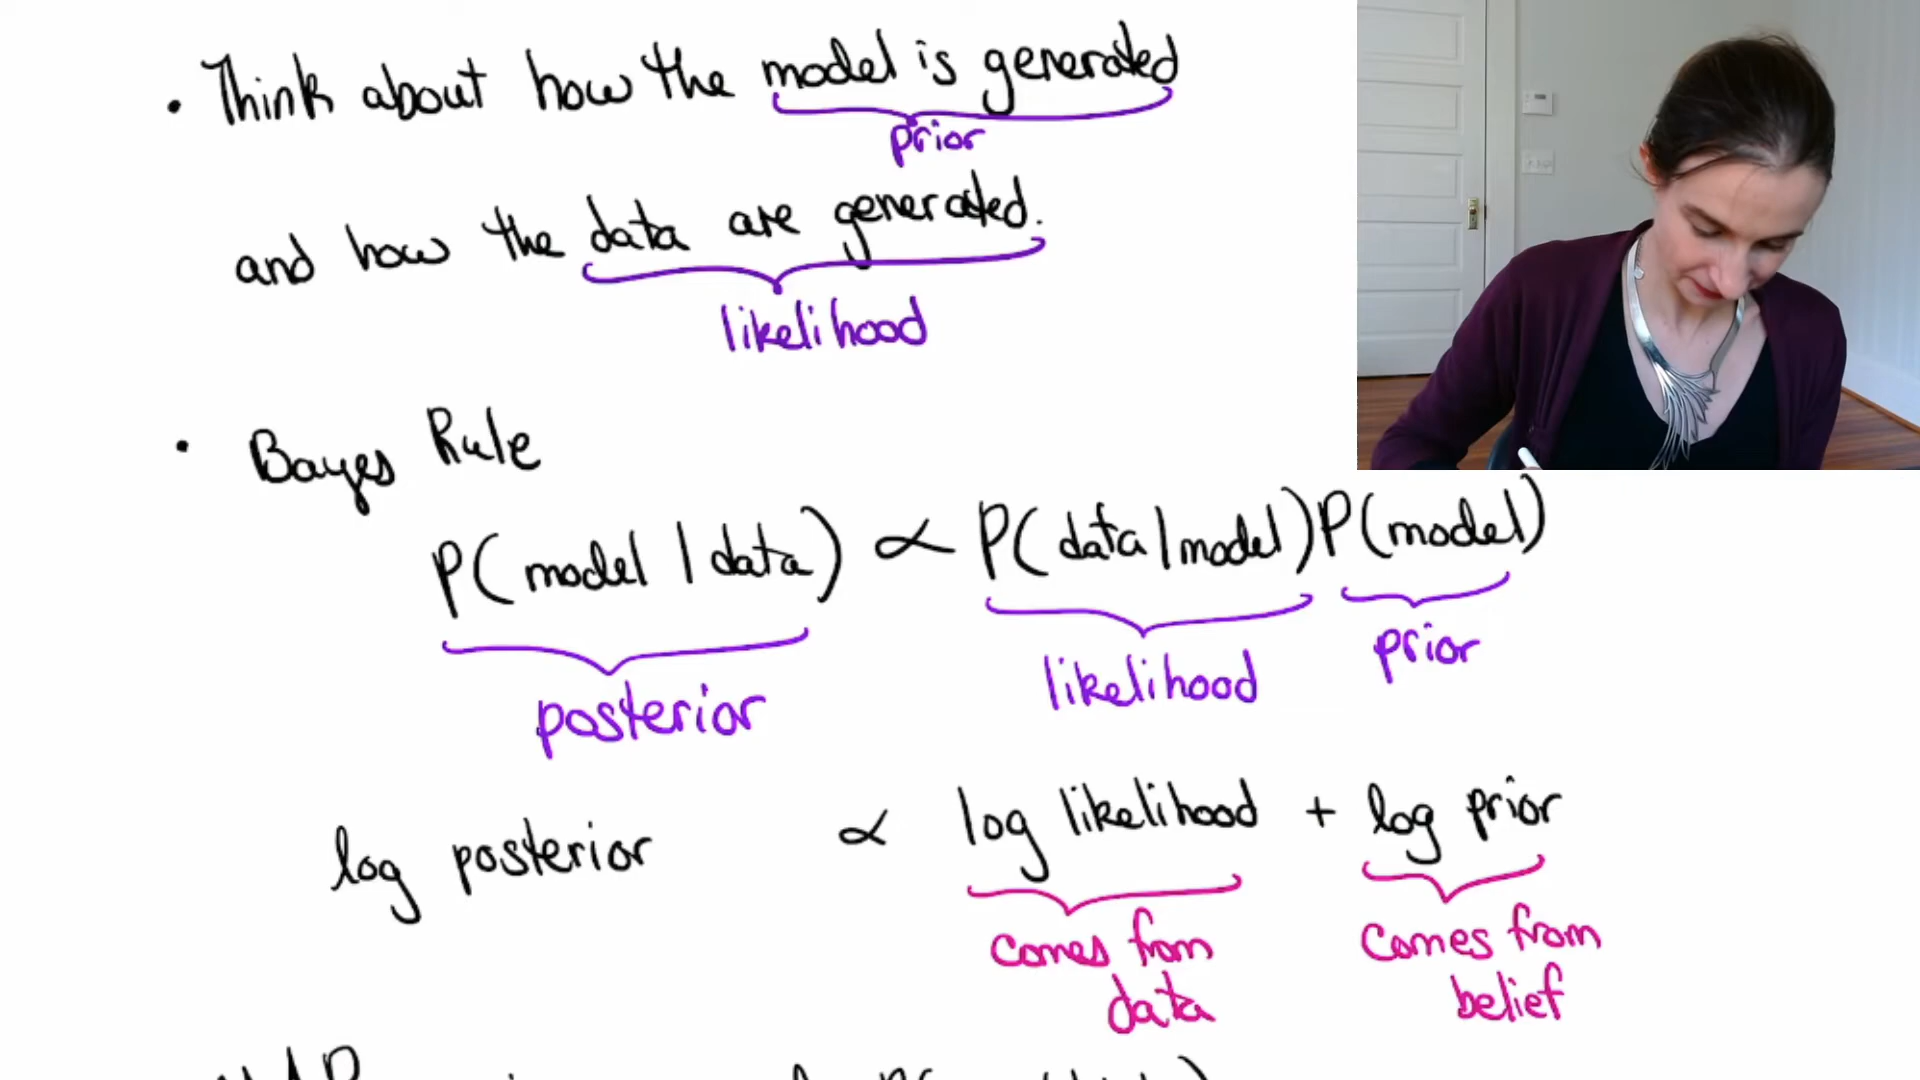 • Think about how the model is generated
prior
and how the data are generated.
likelihood
• Bayes Rule
P(model | data) ∝ P(data | model) P(model)
posterior likelihood prior
log posterior ∝ log likelihood + log prior
comes from data
comes from belief